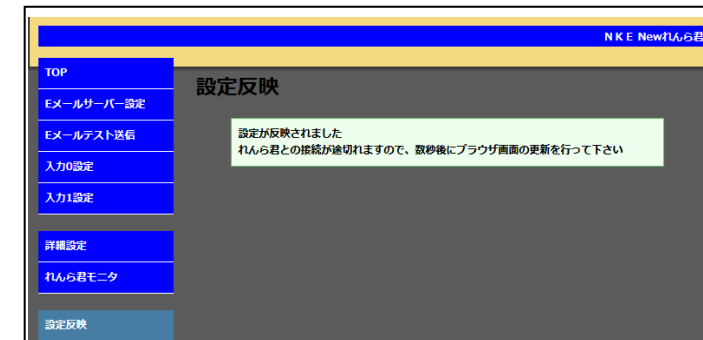 NKE Newれんら君
TOP
Eメールサーバー設定
Eメールテスト送信
入力0設定
入力1設定
詳細設定
れんら君モニタ
設定反映
設定反映
設定が反映されました
れんら君との接続が途切れますので、数秒後にブラウザ画面の更新を行って下さい